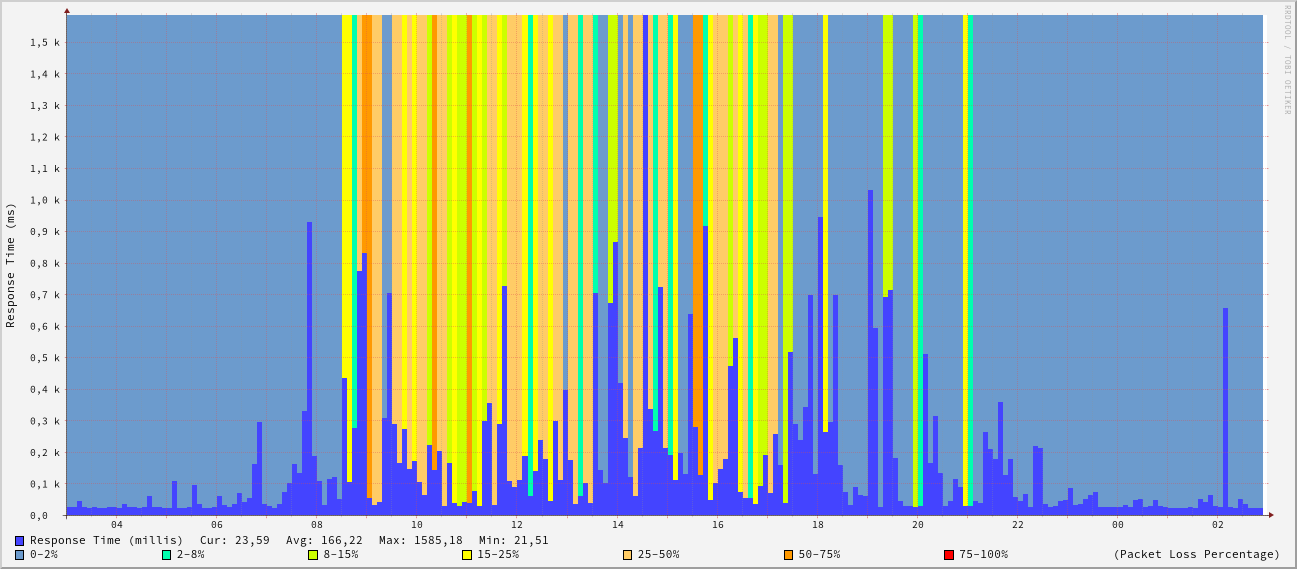 RRDTOOL / TOBI OETIKER
Response Time (ms)
1,5 k
1,4 k
1,3 k
1,2 k
1,1 k
1,0 k
0,9 k
0,8 k
0,7 k
0,6 k
0,5 k
0,4 k
0,3 k
0,2 k
0,1 k
0,0
04 06 08 10 12 14 16 18 20 22 00 02
Response Time (millis) Cur: 23,59 Avg: 166,22 Max: 1585,18 Min: 21,51
0-2% 2-8% 8-15% 15-25% 25-50% 50-75% 75-100% (Packet Loss Percentage)